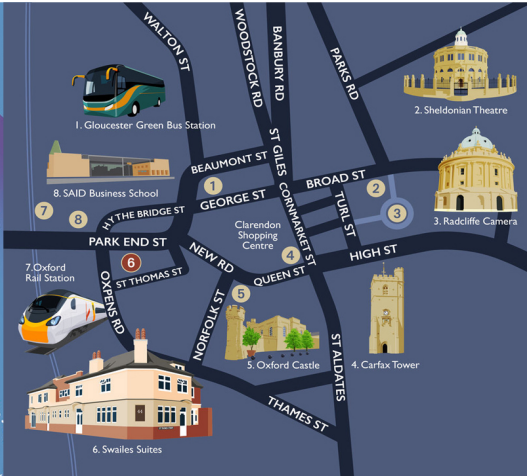 WALTON ST
WOODSTOCK RD
BANBURY RD
PARKS RD
1. Gloucester Green Bus Station
2. Sheldonian Theatre
ST GILES
BEAUMONT ST
8. SAID Business School
1
GEORGE ST
BROAD ST
2
7
8
HYTHE BRIDGE ST
CORNMARKET ST
TURL ST
3
3. Radcliffe Camera
Clarendon
Shopping
Centre
4
PARK END ST
6
NEW RD
HIGH ST
7.Oxford
Rail Station
ST THOMAS ST
QUEEN ST
5
OXPENS RD
NORFOLK ST
ST ALDATES
5. Oxford Castle
4. Carfax Tower
THAMES ST
6. Swailes Suites